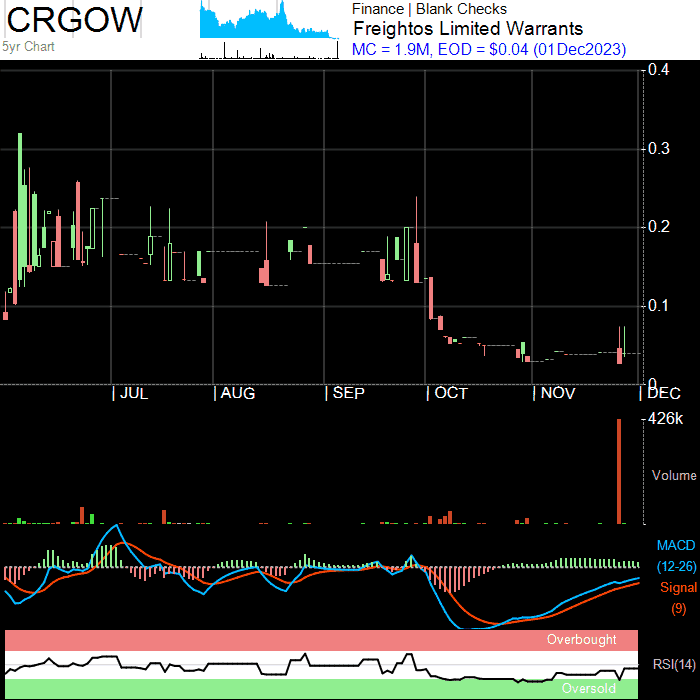 CRGOW
5yr Chart
Finance | Blank Checks
Freightos Limited Warrants
MC = 1.9M, EOD = $0.04 (01Dec2023)
0.4
0.3
0.2
0.1
0
JUL AUG SEP OCT NOV DEC
426k
Volume
MACD
(12-26)
Signal
(9)
Overbought
RSI(14)
Oversold